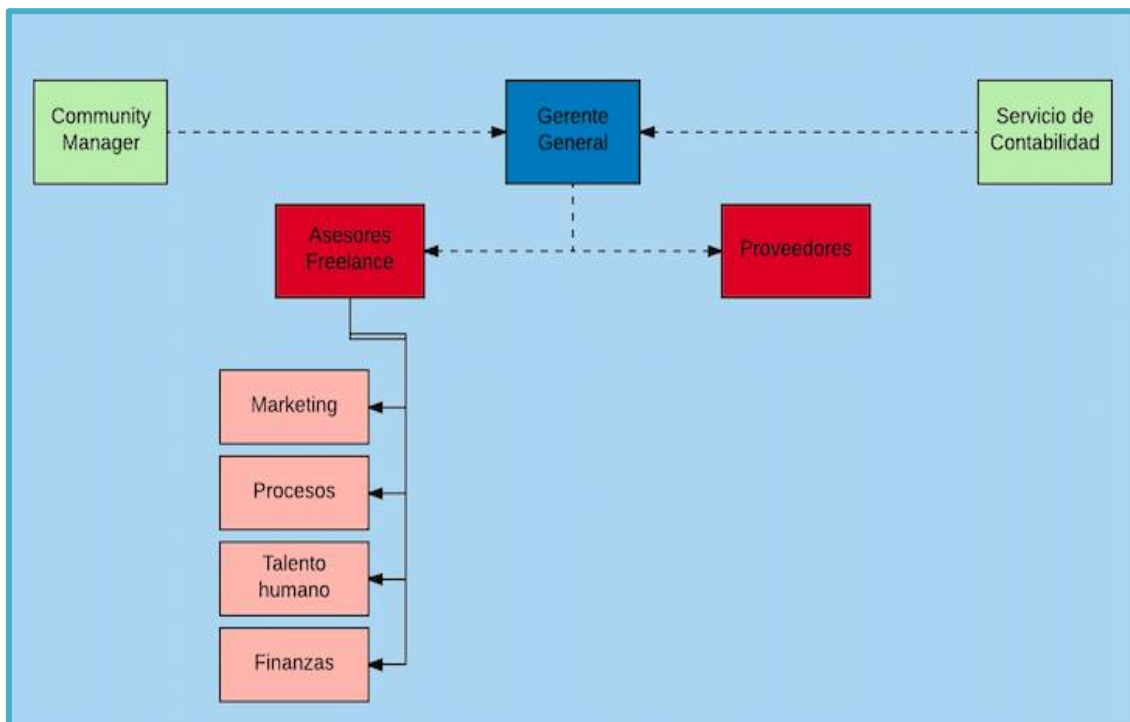 Community
Manager
Gerente
General
Servicio de
Contabilidad
Asesores
Freelance
Proveedores
Marketing
Procesos
Talento
humano
Finanzas